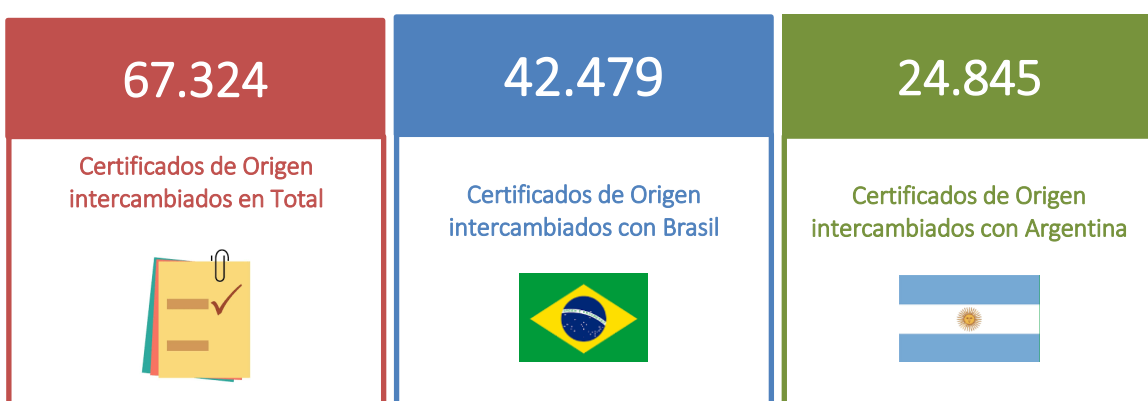 67.324
Certificados de Origen
intercambiados en Total
42.479
Certificados de Origen
intercambiados con Brasil
24.845
Certificados de Origen
intercambiados con Argentina